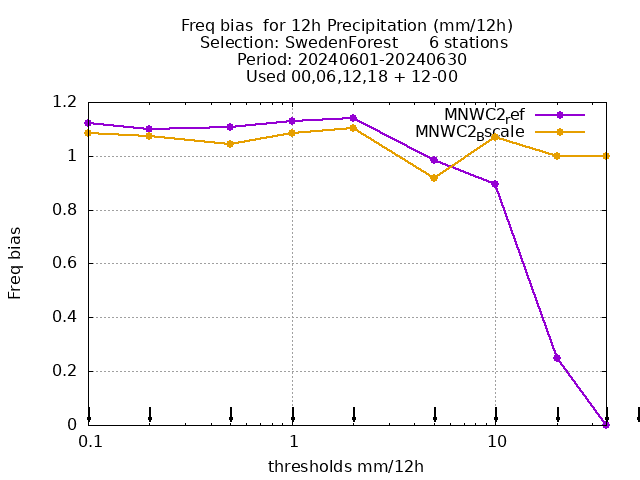 Freq bias  for 12h Precipitation (mm/12h)
Selection: SwedenForest      6 stations
Period: 20240601-20240630
Used 00,06,12,18 + 12-00
MNWC2ref
MNWC2Bscale
1.2
1
0.8
0.6
0.4
0.2
0
Freq bias
0.1
1
10
thresholds mm/12h